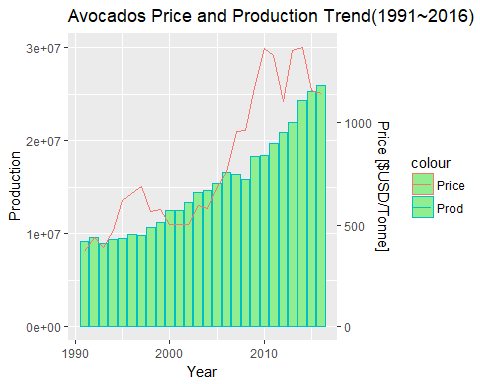 Avocados Price and Production Trend(1991~2016)
3e+07
2e+07
1e+07
0e+00
Production
1990
2000
2010
Year
1000
500
0
Price [$USD/Tonne]
colour
Price
Prod